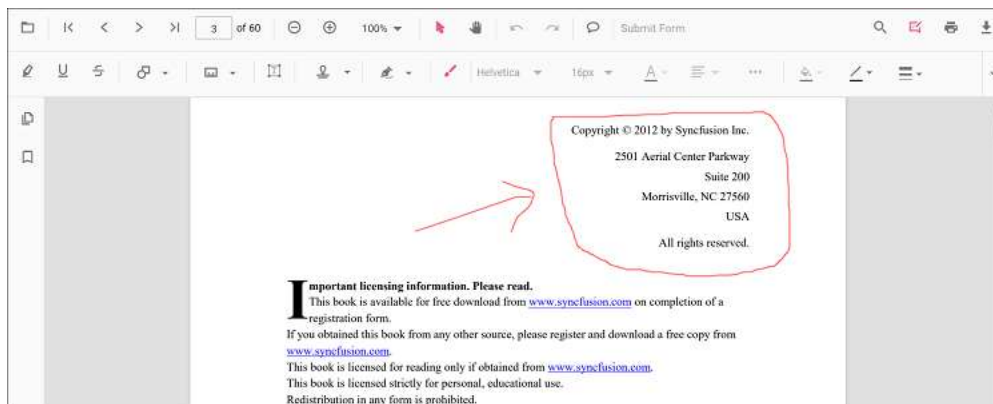 3 of 60 100% Submit Form
Helvetica 16px A
Copyright © 2012 by Syncfusion Inc.
2501 Aerial Center Parkway
Suite 200
Morrisville, NC 27560
USA
All rights reserved.
Important licensing information. Please read.
This book is available for free download from www.syncfusion.com on completion of a
registration form.
If you obtained this book from any other source, please register and download a free copy from
www.syncfusion.com.
This book is licensed for reading only if obtained from www.syncfusion.com.
This book is licensed strictly for personal, educational use.
Redistribution in any form is prohibited.